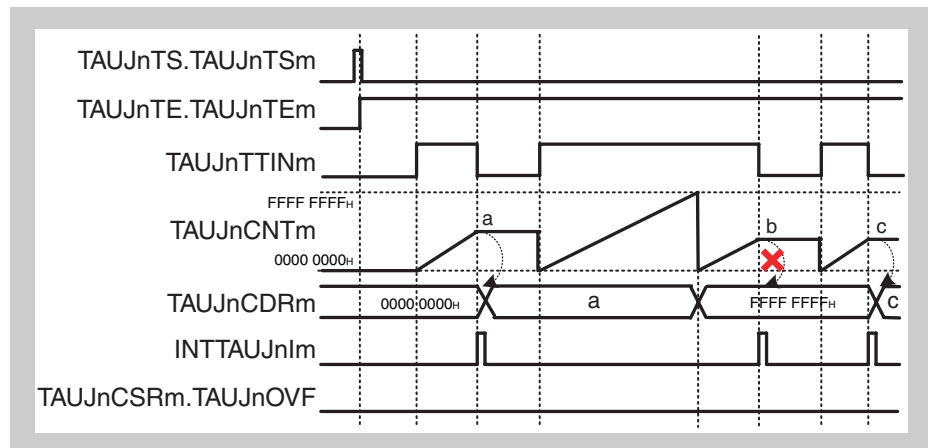 TAUJnTS.TAUJnTSm
TAUJnTE.TAUJnTEm
TAUJnTTINm
FFFF FFFFH
TAUJnCNTm
a
b
c
0000 0000H
TAUJnCDRm
0000 0000H
a
FFFF FFFFH
c
INTTAUJnIm
TAUJnCSRm.TAUJnOVF